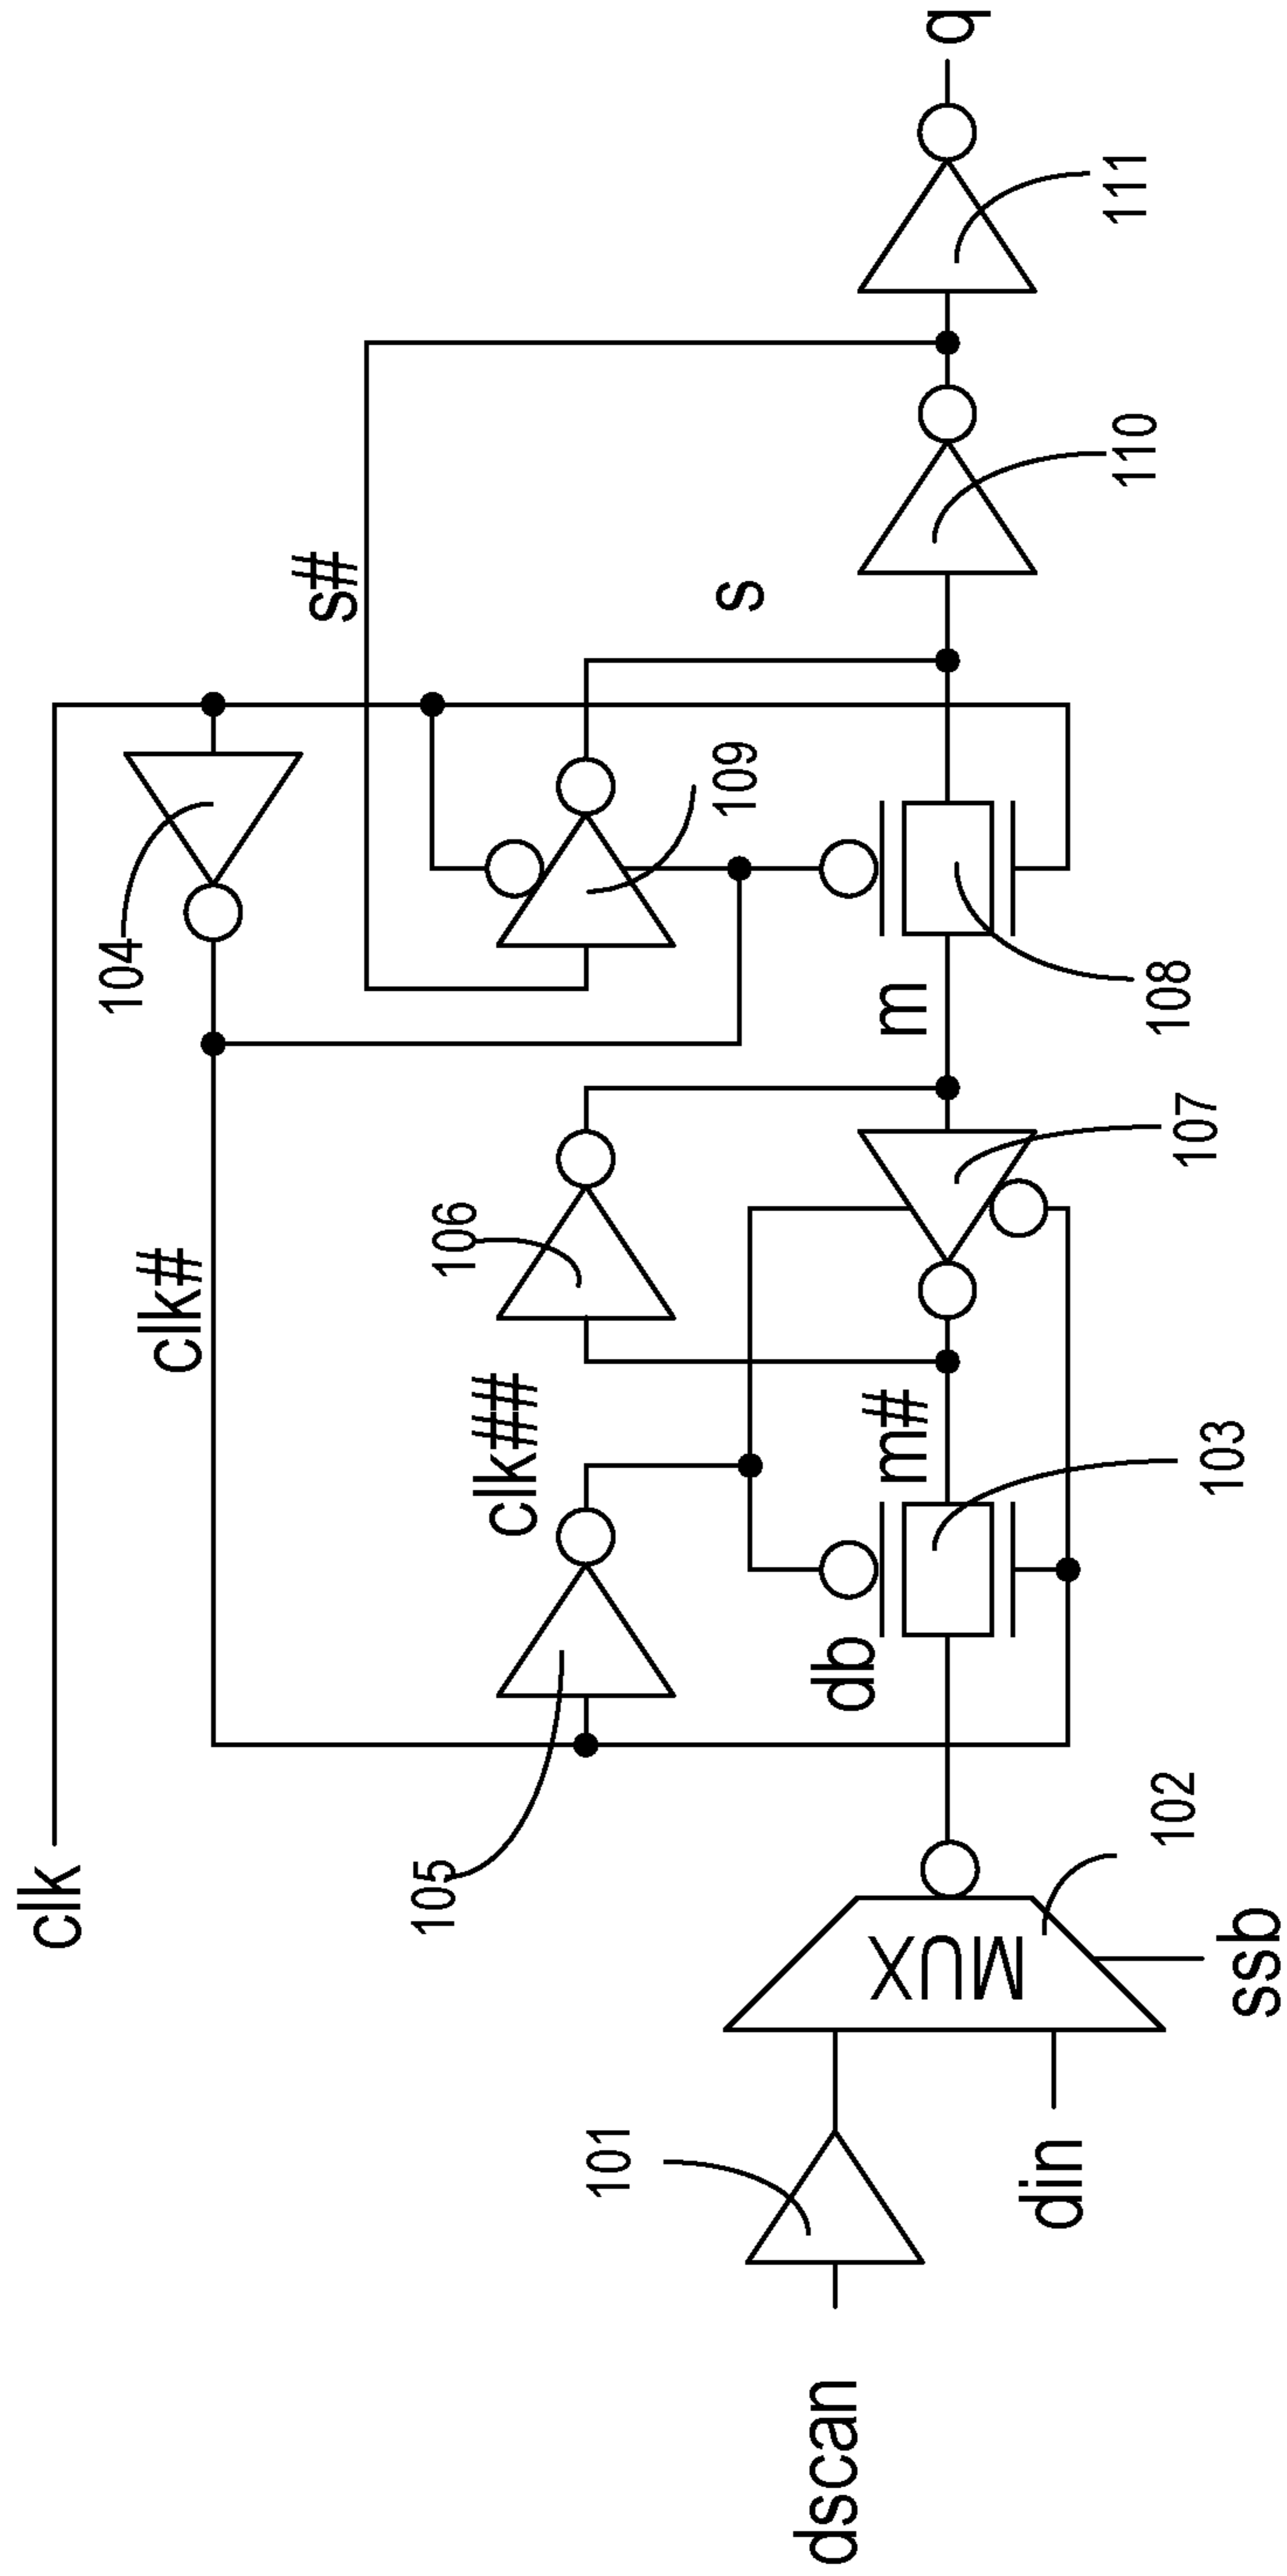 clk
104
clk#
s#
105
clk##
106
109
s
101
dscan
din
MUX
ssb
102
db
103
m#
107
m
108
110
111
q